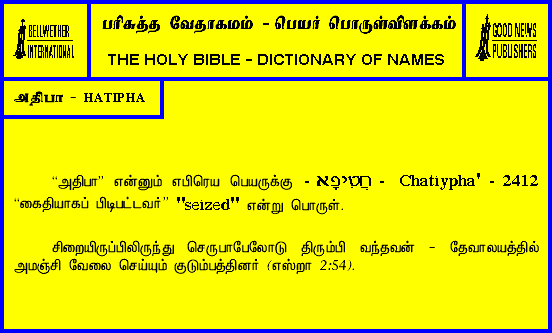 BELLWETHER
INTERNATIONAL
பரிசுத்த வேதாகமம் - பெயர் பொருள்விளக்கம்
THE HOLY BIBLE - DICTIONARY OF NAMES
GOOD NEWS
PUBLISHERS
அதிபா - HATIPHA
“அதிபா” என்னும் எபிரெய பெயருக்கு - חֲטִיפָא - Chatiypha' - 2412
“கைதியாகப் பிடிபட்டவர்” "seized" என்று பொருள்.
சிறையிருப்பிலிருந்து செருபாபேலோடு திரும்பி வந்தவன் - தேவாலயத்தில்
அமஞ்சி வேலை செய்யும் குடும்பத்தினர் (எஸ்றா 2:54).